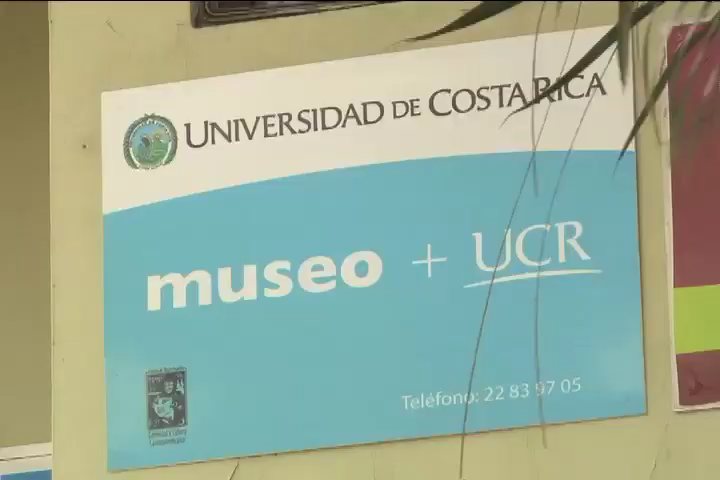 UNIVERSIDAD DE COSTA RICA
museo + UCR
Teléfono: 22 83 97 05